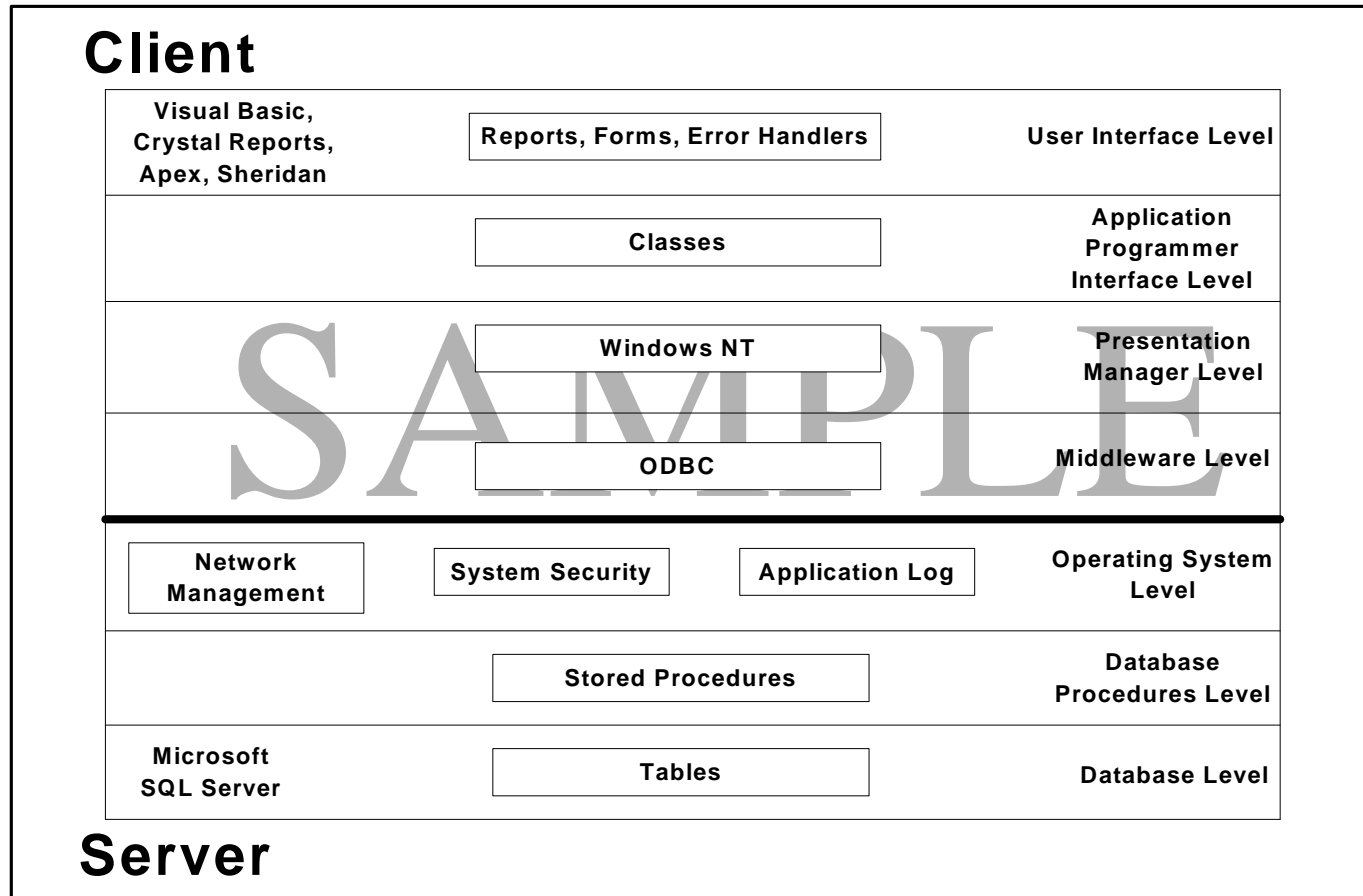 Client
Visual Basic,
Crystal Reports,
Apex, Sheridan
Reports, Forms, Error Handlers
User Interface Level
Classes
Application
Programmer
Interface Level
Windows NT
Presentation
Manager Level
SAMPLE
ODBC
Middleware Level
Network
Management
System Security
Application Log
Operating System
Level
Stored Procedures
Database
Procedures Level
Microsoft
SQL Server
Tables
Database Level
Server